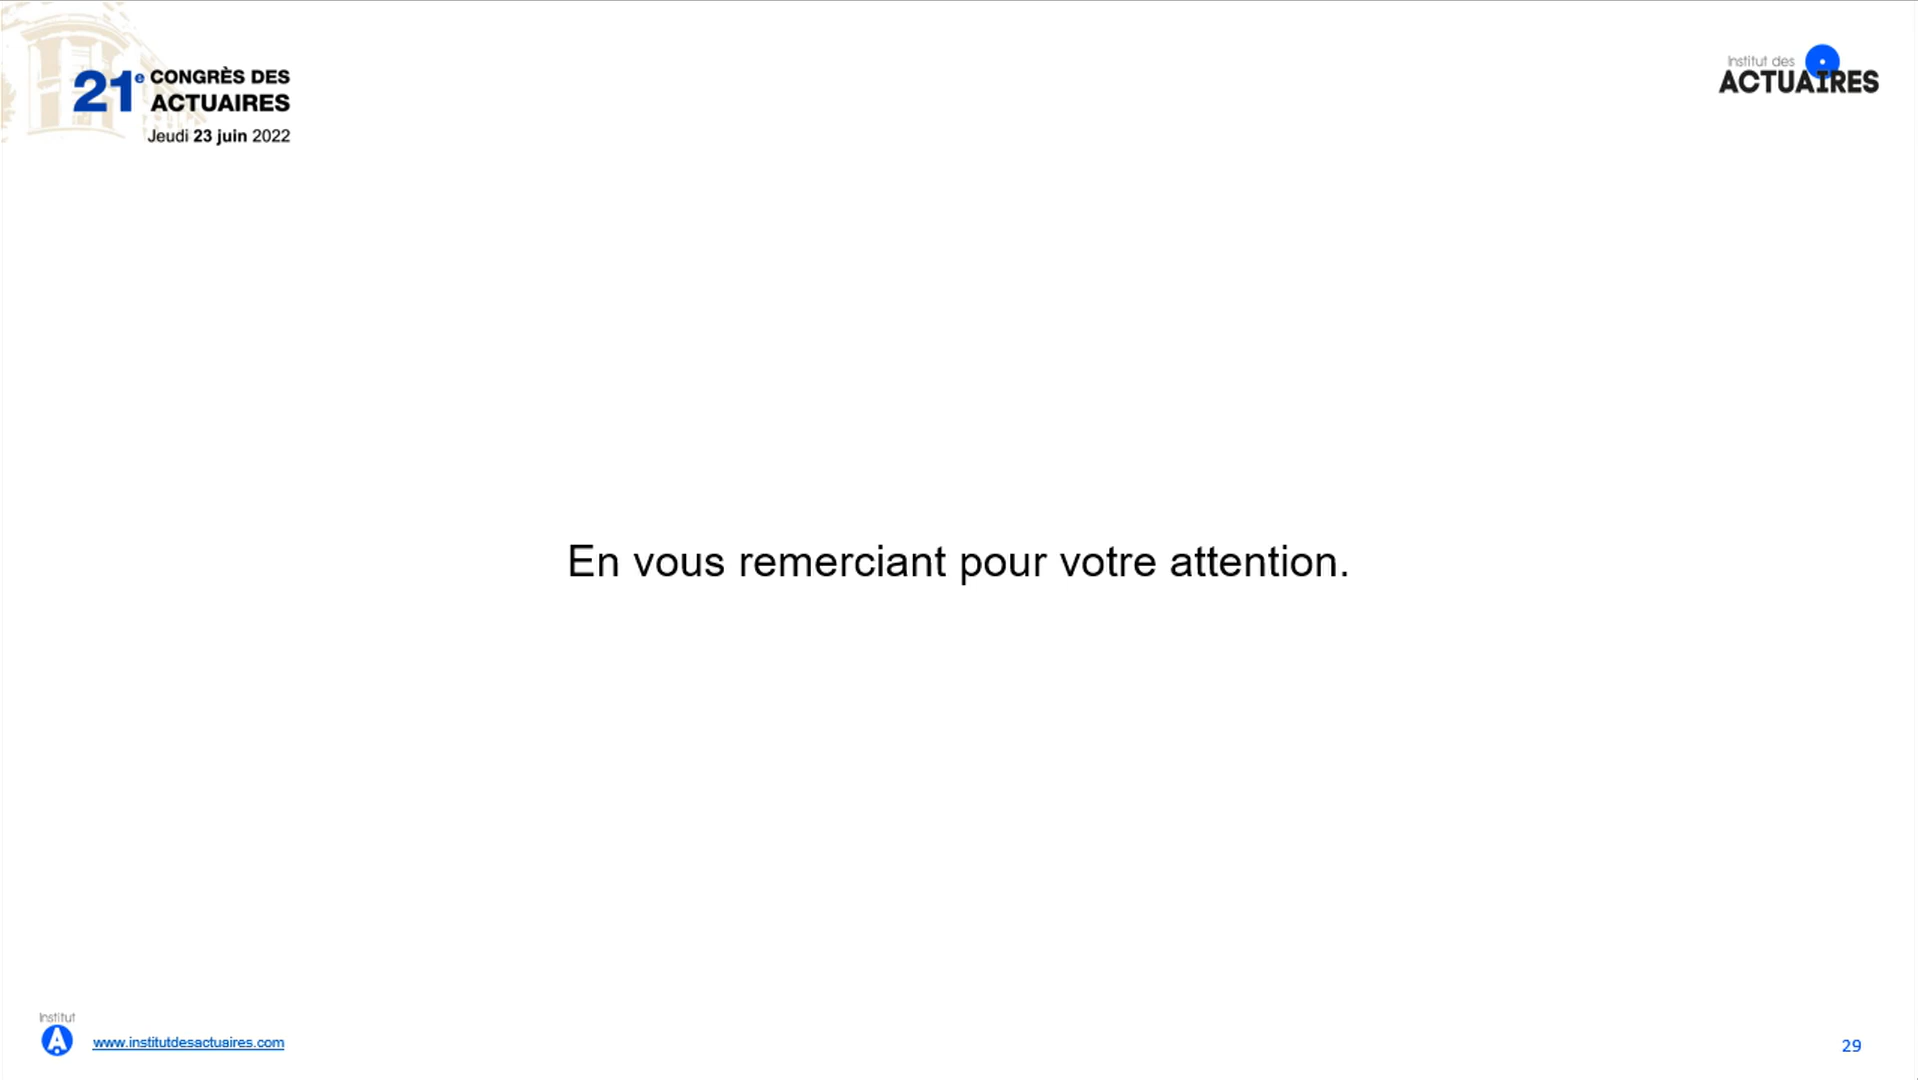 21e CONGRÈS DES
ACTUAIRES
Jeudi 23 juin 2022
Institut des
ACTUAIRES
En vous remerciant pour votre attention.
Institut
A
www.institutdesactuaires.com
29